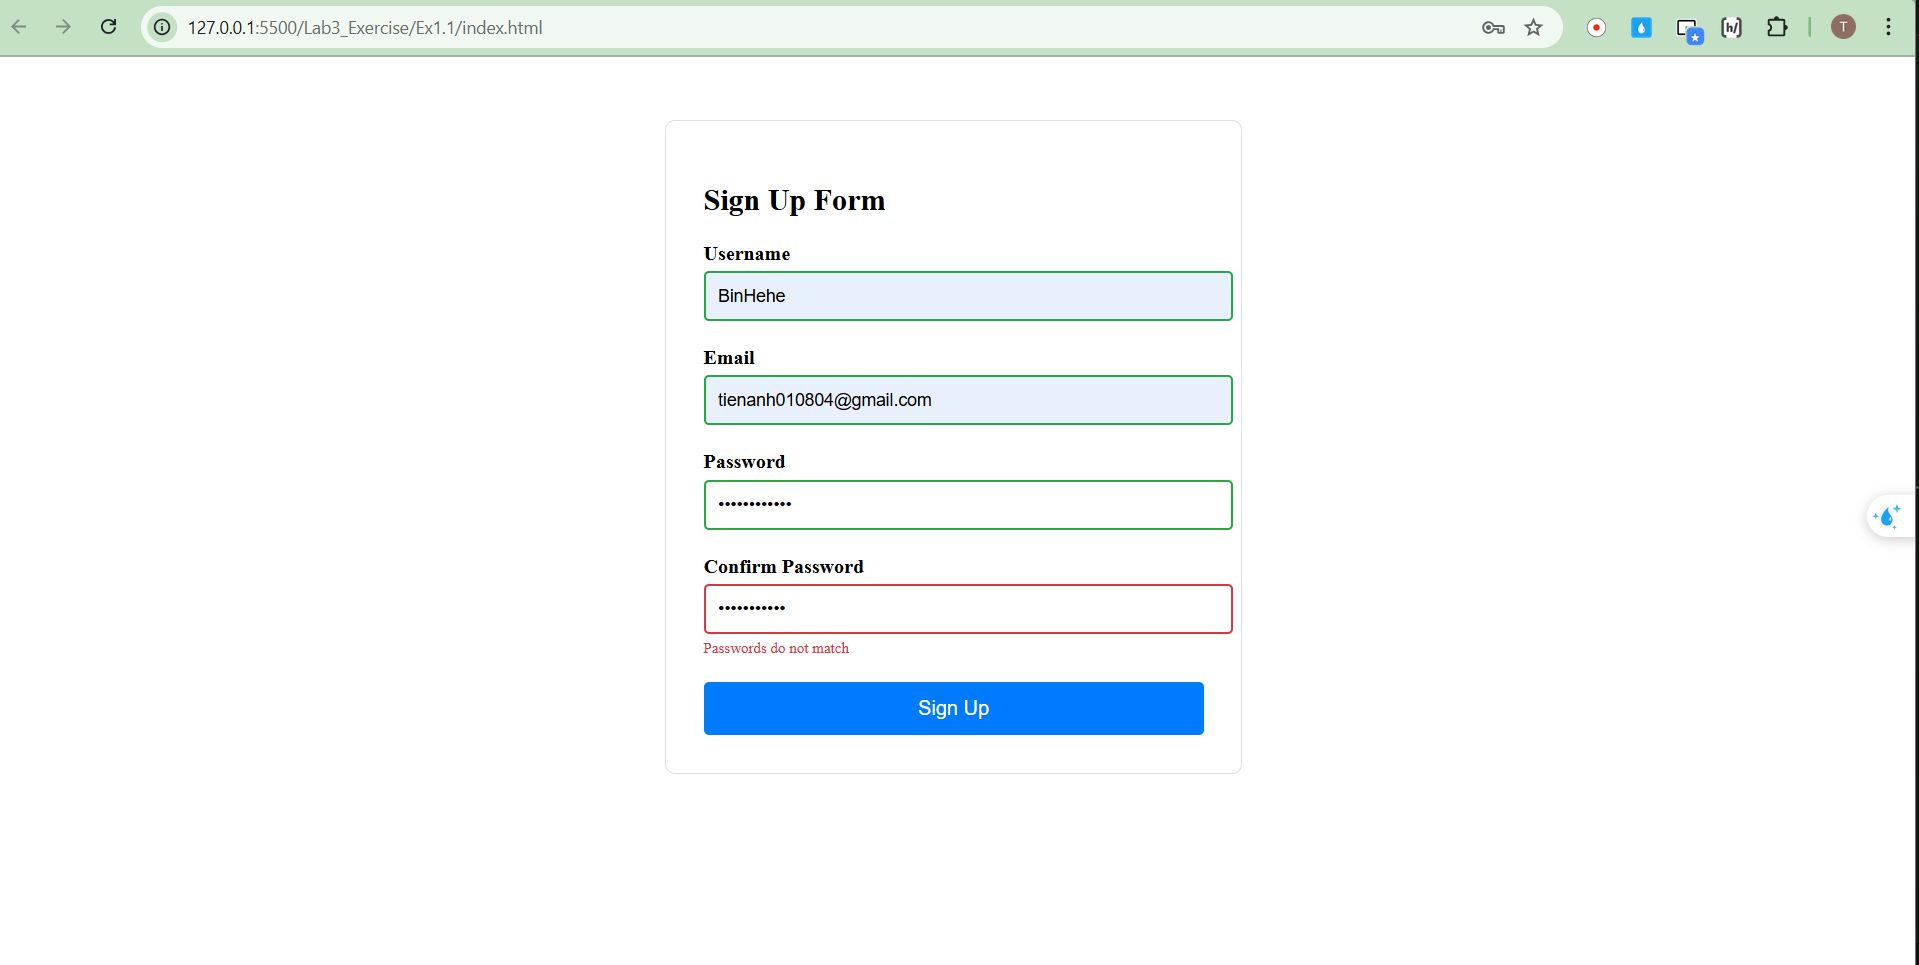 127.0.0.1:5500/Lab3_Exercise/Ex1.1/index.html
[h/]
T
Sign Up Form
Username
BinHehe
Email
tienanh010804@gmail.com
Password
••••••••••••
Confirm Password
•••••••••••
Passwords do not match
Sign Up